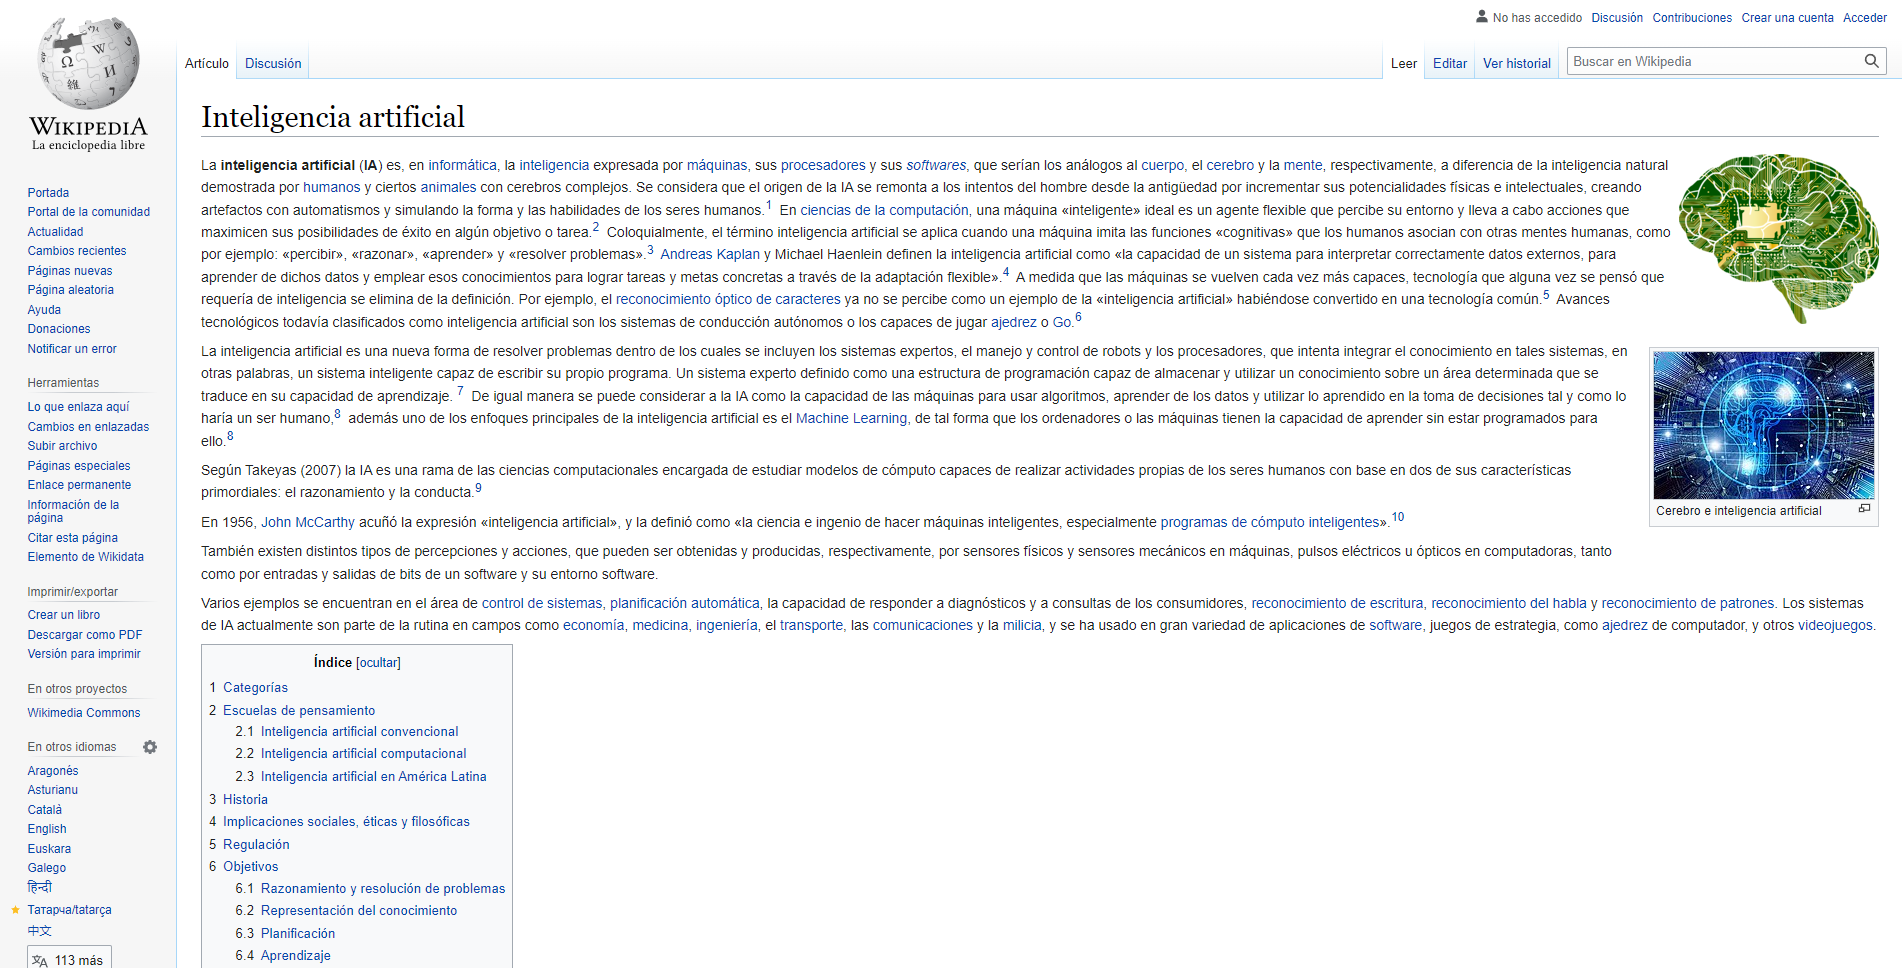 No has accedido Discusión Contribuciones Crear una cuenta Acceder
Artículo Discusión Leer Editar Ver historial Buscar en Wikipedia
WIKIPEDIA
La enciclopedia libre
Portada
Portal de la comunidad
Actualidad
Cambios recientes
Páginas nuevas
Página aleatoria
Ayuda
Donaciones
Notificar un error
Herramientas
Lo que enlaza aquí
Cambios en enlazadas
Subir archivo
Páginas especiales
Enlace permanente
Información de la
página
Citar esta página
Elemento de Wikidata
Imprimir/exportar
Crear un libro
Descargar como PDF
Versión para imprimir
En otros proyectos
Wikimedia Commons
En otros idiomas
Aragonés
Asturianu
Català
English
Euskara
Galego
हिन्दी
Татарча/tatarça
中文
113 más
Inteligencia artificial
La inteligencia artificial (IA) es, en informática, la inteligencia expresada por máquinas, sus procesadores y sus softwares, que serían los análogos al cuerpo, el cerebro y la mente, respectivamente, a diferencia de la inteligencia natural
demostrada por humanos y ciertos animales con cerebros complejos. Se considera que el origen de la IA se remonta a los intentos del hombre desde la antigüedad por incrementar sus potencialidades físicas e intelectuales, creando
artefactos con automatismos y simulando la forma y las habilidades de los seres humanos.1 En ciencias de la computación, una máquina «inteligente» ideal es un agente flexible que percibe su entorno y lleva a cabo acciones que
maximicen sus posibilidades de éxito en algún objetivo o tarea.2 Coloquialmente, el término inteligencia artificial se aplica cuando una máquina imita las funciones «cognitivas» que los humanos asocian con otras mentes humanas, como
por ejemplo: «percibir», «razonar», «aprender» y «resolver problemas».3 Andreas Kaplan y Michael Haenlein definen la inteligencia artificial como «la capacidad de un sistema para interpretar correctamente datos externos, para
aprender de dichos datos y emplear esos conocimientos para lograr tareas y metas concretas a través de la adaptación flexible».4 A medida que las máquinas se vuelven cada vez más capaces, tecnología que alguna vez se pensó que
requería de inteligencia se elimina de la definición. Por ejemplo, el reconocimiento óptico de caracteres ya no se percibe como un ejemplo de la «inteligencia artificial» habiéndose convertido en una tecnología común.5 Avances
tecnológicos todavía clasificados como inteligencia artificial son los sistemas de conducción autónomos o los capaces de jugar ajedrez o Go.6
La inteligencia artificial es una nueva forma de resolver problemas dentro de los cuales se incluyen los sistemas expertos, el manejo y control de robots y los procesadores, que intenta integrar el conocimiento en tales sistemas, en
otras palabras, un sistema inteligente capaz de escribir su propio programa. Un sistema experto definido como una estructura de programación capaz de almacenar y utilizar un conocimiento sobre un área determinada que se
traduce en su capacidad de aprendizaje. 7 De igual manera se puede considerar a la IA como la capacidad de las máquinas para usar algoritmos, aprender de los datos y utilizar lo aprendido en la toma de decisiones tal y como lo
haría un ser humano,8 además uno de los enfoques principales de la inteligencia artificial es el Machine Learning, de tal forma que los ordenadores o las máquinas tienen la capacidad de aprender sin estar programados para
ello.8
Según Takeyas (2007) la IA es una rama de las ciencias computacionales encargada de estudiar modelos de cómputo capaces de realizar actividades propias de los seres humanos con base en dos de sus características
primordiales: el razonamiento y la conducta.9
En 1956, John McCarthy acuñó la expresión «inteligencia artificial», y la definió como «la ciencia e ingenio de hacer máquinas inteligentes, especialmente programas de cómputo inteligentes».10
También existen distintos tipos de percepciones y acciones, que pueden ser obtenidas y producidas, respectivamente, por sensores físicos y sensores mecánicos en máquinas, pulsos eléctricos u ópticos en computadoras, tanto
como por entradas y salidas de bits de un software y su entorno software.
Varios ejemplos se encuentran en el área de control de sistemas, planificación automática, la capacidad de responder a diagnósticos y a consultas de los consumidores, reconocimiento de escritura, reconocimiento del habla y reconocimiento de patrones. Los sistemas
de IA actualmente son parte de la rutina en campos como economía, medicina, ingeniería, el transporte, las comunicaciones y la milicia, y se ha usado en gran variedad de aplicaciones de software, juegos de estrategia, como ajedrez de computador, y otros videojuegos.
Cerebro e inteligencia artificial
Índice [ocultar]
1 Categorías
2 Escuelas de pensamiento
2.1 Inteligencia artificial convencional
2.2 Inteligencia artificial computacional
2.3 Inteligencia artificial en América Latina
3 Historia
4 Implicaciones sociales, éticas y filosóficas
5 Regulación
6 Objetivos
6.1 Razonamiento y resolución de problemas
6.2 Representación del conocimiento
6.3 Planificación
6.4 Aprendizaje